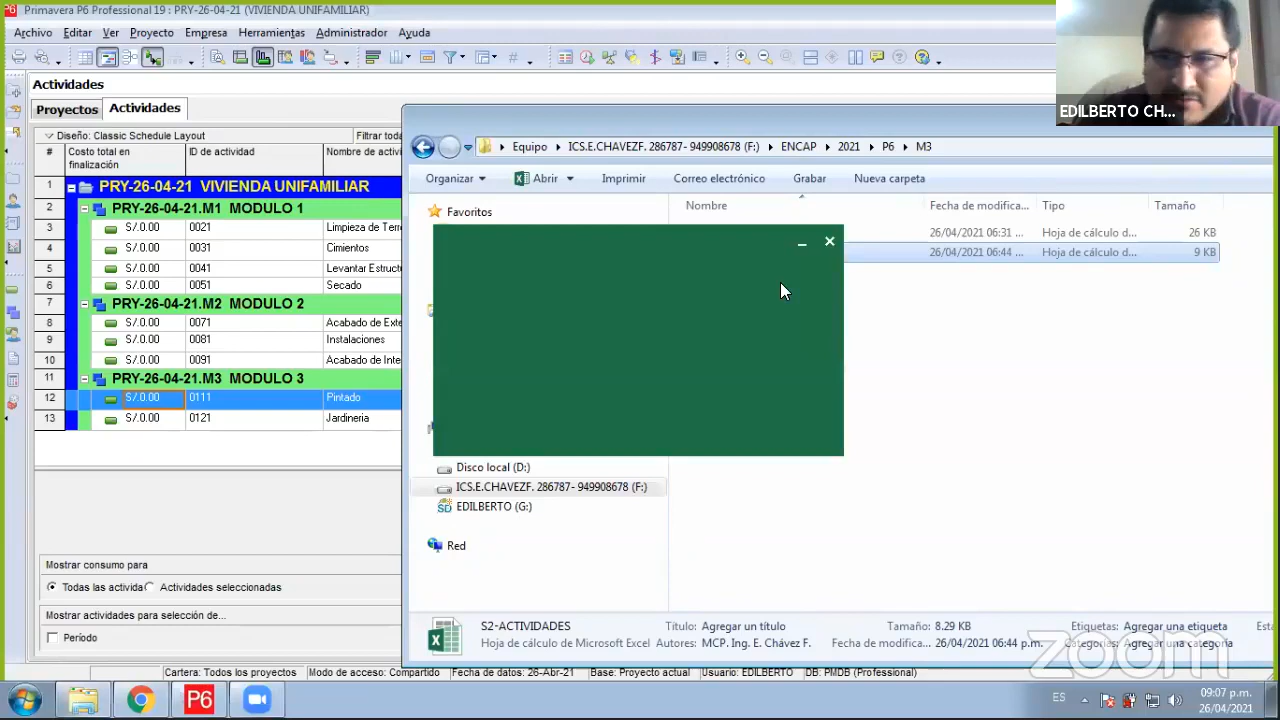 Primavera P6 Professional 19 : PRY-26-04-21 (VIVIENDA UNIFAMILIAR)
Archivo Editar Ver Proyecto Empresa Herramientas Administrador Ayuda
Actividades
Proyectos Actividades
Diseño: Classic Schedule Layout Filtrar toda
# Costo total en finalización ID de actividad Nombre de activi
1 PRY-26-04-21 VIVIENDA UNIFAMILIAR
2 PRY-26-04-21.M1 MODULO 1
3 S/.0.00 0021 Limpieza de Terr
4 S/.0.00 0031 Cimientos
5 S/.0.00 0041 Levantar Estructu
6 S/.0.00 0051 Secado
7 PRY-26-04-21.M2 MODULO 2
8 S/.0.00 0071 Acabado de Exte
9 S/.0.00 0081 Instalaciones
10 S/.0.00 0091 Acabado de Inte
11 PRY-26-04-21.M3 MODULO 3
12 S/.0.00 0111 Pintado
13 S/.0.00 0121 Jardineria
Mostrar consumo para
Todas las activida Actividades seleccionadas
Mostrar actividades para selección de...
Período
Cartera: Todos los proyectos Modo de acceso: Compartido Fecha de datos: 26-Abr-21 Base: Proyecto actual Usuario: EDILBERTO DB: PMDB (Professional)
EDILBERTO CH...
Equipo ICS.E.CHAVEZF. 286787- 949908678 (F:) ENCAP 2021 P6 M3
Organizar Abrir Imprimir Correo electrónico Grabar Nueva carpeta
Favoritos
Nombre Fecha de modifica... Tipo Tamaño
26/04/2021 06:31 ... Hoja de cálculo d... 26 KB
26/04/2021 06:44 ... Hoja de cálculo d... 9 KB
Disco local (D:)
ICS.E.CHAVEZF. 286787- 949908678 (F:)
EDILBERTO (G:)
Red
S2-ACTIVIDADES Título: Agregar un título Tamaño: 8.29 KB Etiquetas: Agregar una etiqueta Esta
Hoja de cálculo de Microsoft Excel Autores: MCP. Ing. E. Chávez F. Fecha de modifica... 26/04/2021 06:44 p.m. Categorías: Agregar una categoría
zoom
P6
ES
09:07 p.m.
26/04/2021